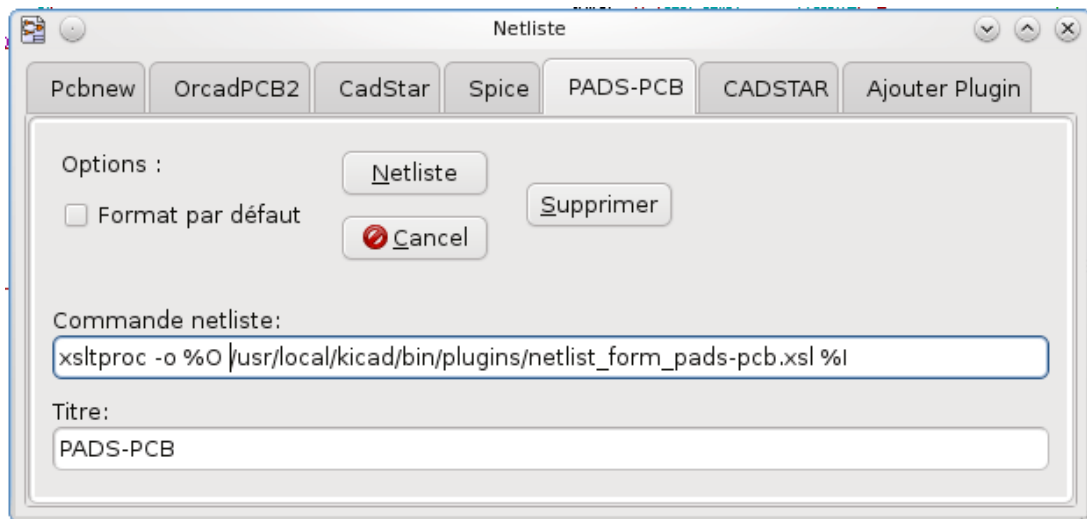 Netliste
Pcbnew OrcadPCB2 CadStar Spice PADS-PCB CADSTAR Ajouter Plugin
Options :
Netliste
Format par défaut
Supprimer
Cancel
Commande netliste:
xsltproc -o %O /usr/local/kicad/bin/plugins/netlist_form_pads-pcb.xsl %I
Titre:
PADS-PCB